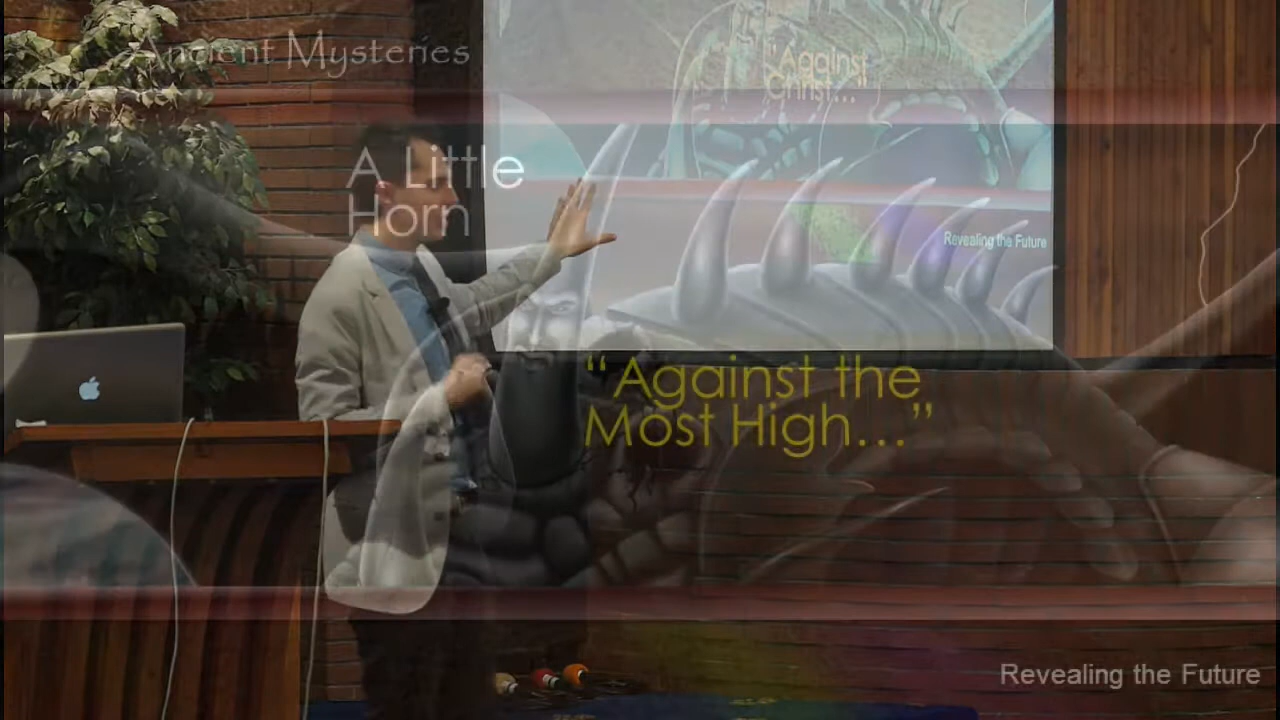 Ancient Mysteries
"Against
Christ..."
A Little
Horn
Revealing the Future
"Against the
Most High..."
Revealing the Future